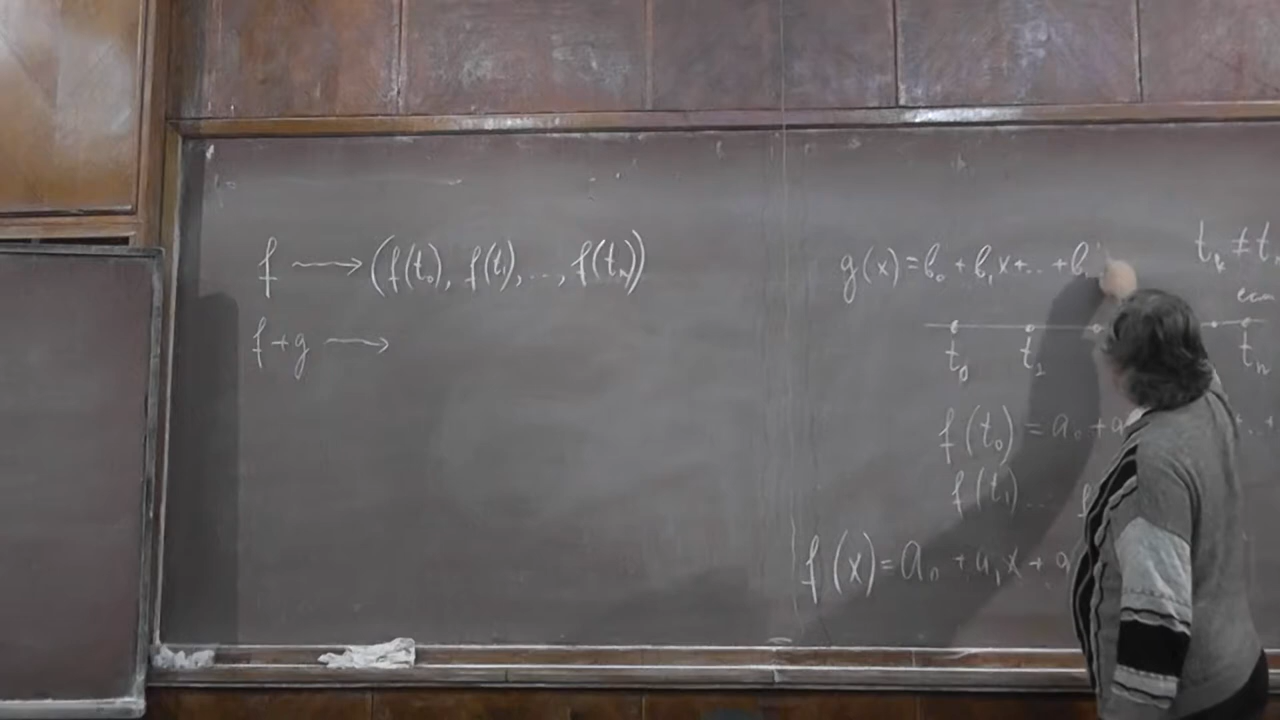 f ⟶ (f(t₀), f(t₁), ..., f(tₙ))
f+g ⟶
g(x) = b₀ + b₁x + ... + b
tₖ ≠ t
t₀ t₁ tₙ
f(t₀) = a₀ + a
f(t₁) ...
f(x) = a₀ + a₁x + a